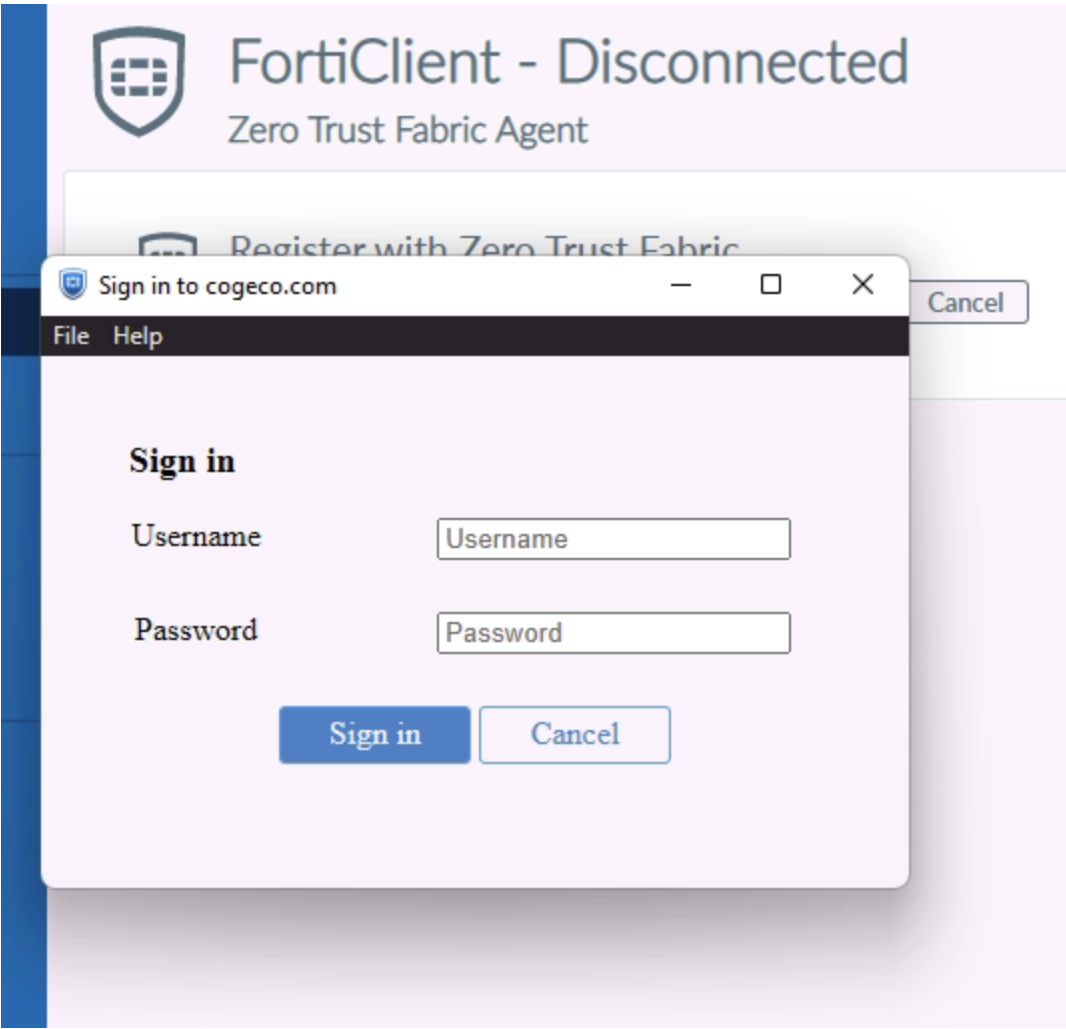 FortiClient - Disconnected
Zero Trust Fabric Agent
Register with Zero Trust Fabric
Sign in to cogeco.com
Cancel
File Help
Sign in
Username Username
Password Password
Sign in Cancel